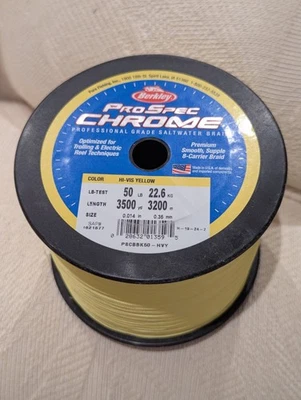 Berkley
PROSPEC
CHROME
PROFESSIONAL GRADE SALTWATER BRAID
Optimized for
Trolling & Electric
Reel Techniques
Premium
Smooth, Supple
8-Carrier Braid
COLOR HI-VIS YELLOW
LB-TEST 50 LB 22.6 KG
LENGTH 3500 YD 3200 M
SIZE 0.014 in 0.36 mm
PSCB8K50-HVY